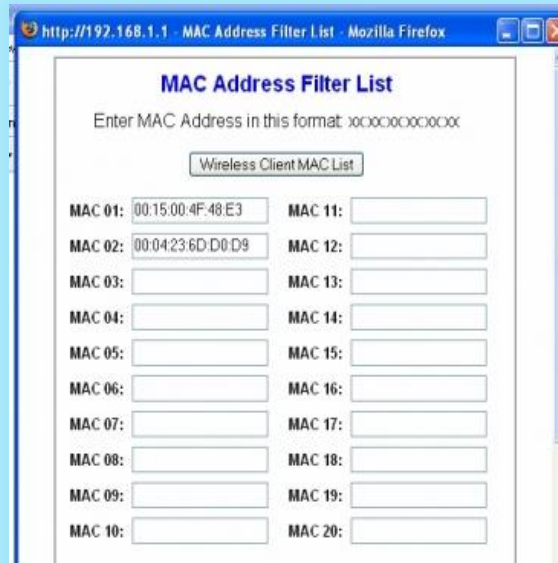 http://192.168.1.1 - MAC Address Filter List - Mozilla Firefox
MAC Address Filter List
Enter MAC Address in this format: xxxxxxxxxxxx
Wireless Client MAC List
MAC 01: 00:15:00:4F:48:E3 MAC 11:
MAC 02: 00:04:23:6D:D0:D9 MAC 12:
MAC 03: MAC 13:
MAC 04: MAC 14:
MAC 05: MAC 15:
MAC 06: MAC 16:
MAC 07: MAC 17:
MAC 08: MAC 18:
MAC 09: MAC 19:
MAC 10: MAC 20: